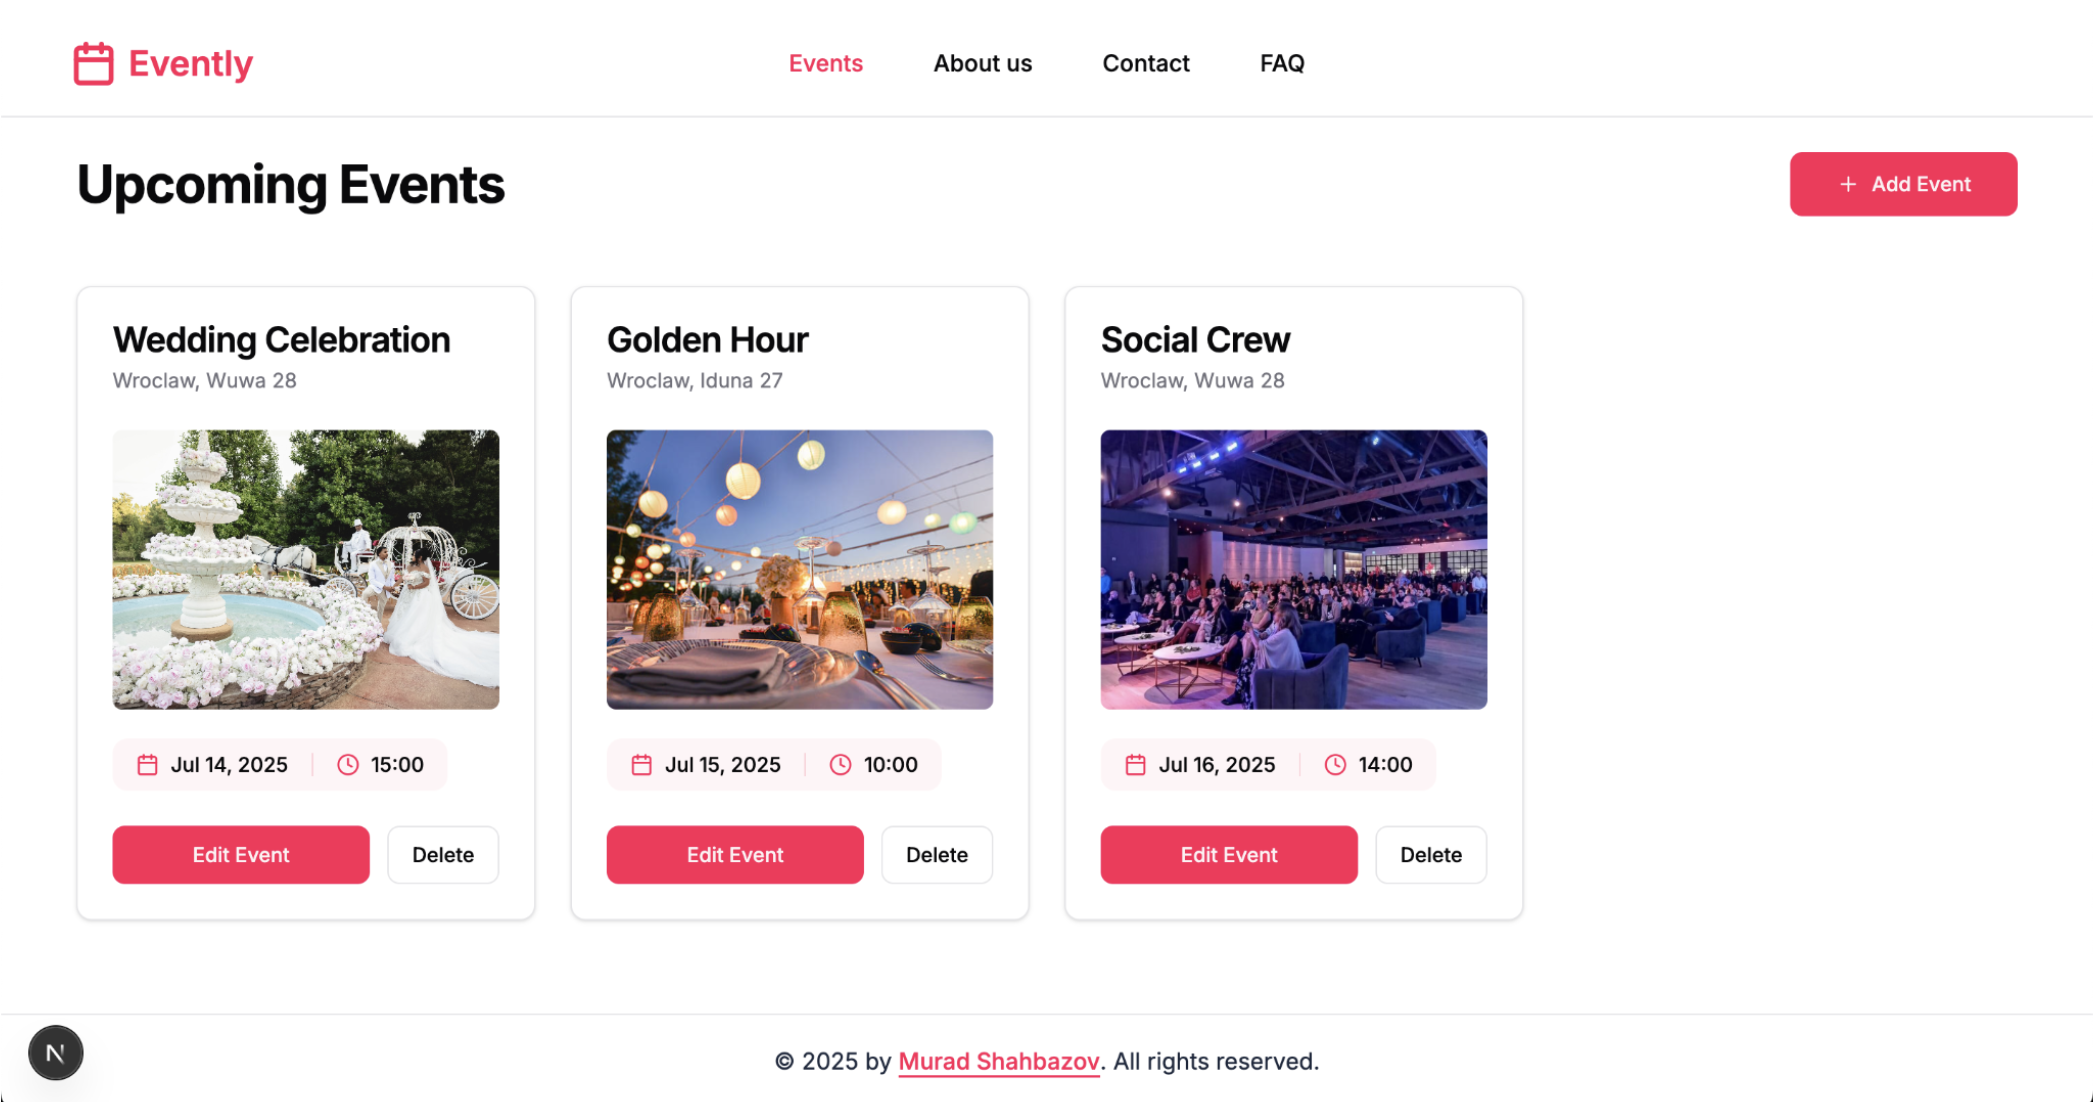 Evently
Events About us Contact FAQ
Upcoming Events
+ Add Event
Wedding Celebration
Wroclaw, Wuwa 28
Jul 14, 2025 15:00
Edit Event Delete
Golden Hour
Wroclaw, Iduna 27
Jul 15, 2025 10:00
Edit Event Delete
Social Crew
Wroclaw, Wuwa 28
Jul 16, 2025 14:00
Edit Event Delete
N
© 2025 by Murad Shahbazov. All rights reserved.